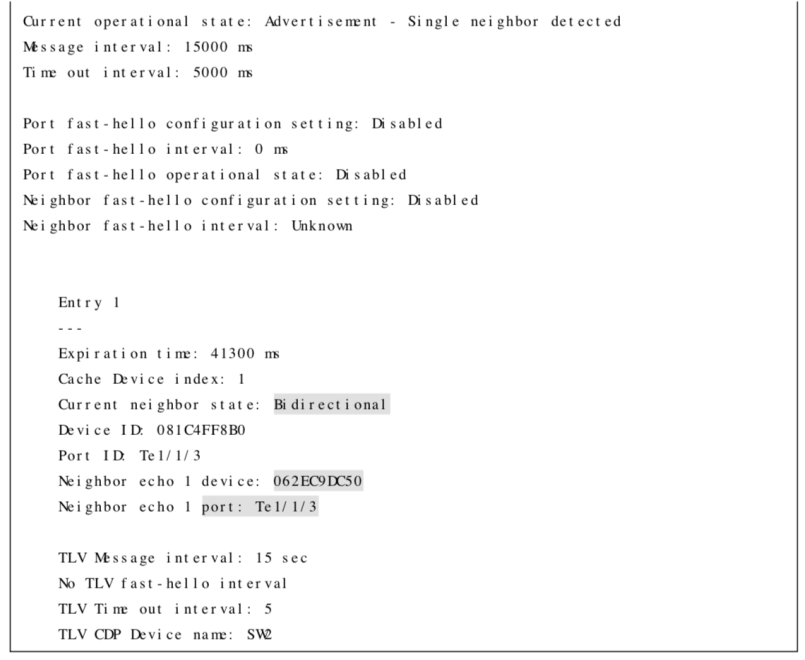 Current operational state: Advertisement - Single neighbor detected
Message interval: 15000 ms
Time out interval: 5000 ms
Port fast-hello configuration setting: Disabled
Port fast-hello interval: 0 ms
Port fast-hello operational state: Disabled
Neighbor fast-hello configuration setting: Disabled
Neighbor fast-hello interval: Unknown
Entry 1
---
Expiration time: 41300 ms
Cache Device index: 1
Current neighbor state: Bidirectional
Device ID: 081C4FF8B0
Port ID: Te1/1/3
Neighbor echo 1 device: 062EC9DC50
Neighbor echo 1 port: Te1/1/3
TLV Message interval: 15 sec
No TLV fast-hello interval
TLV Time out interval: 5
TLV CDP Device name: SW2